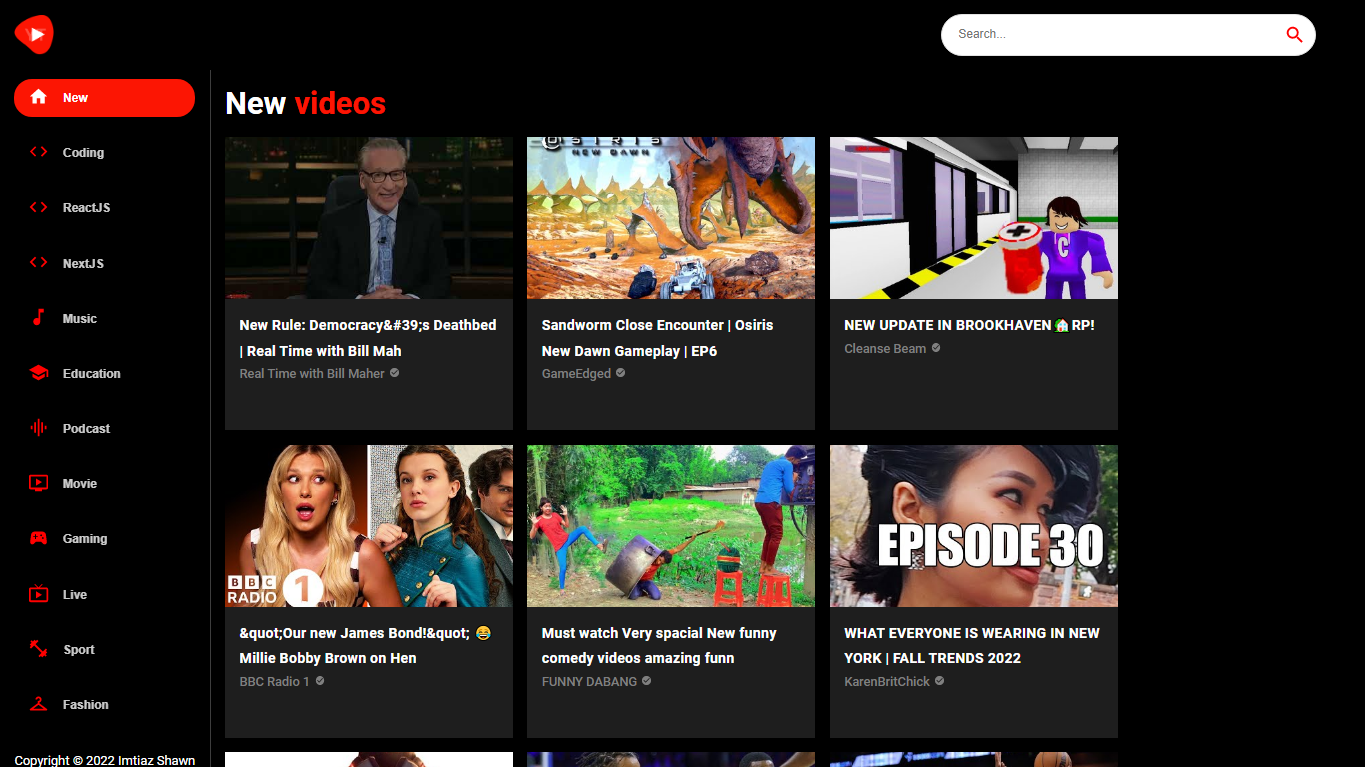 Search...
New
Coding
ReactJS
NextJS
Music
Education
Podcast
Movie
Gaming
Live
Sport
Fashion
Copyright © 2022 Imtiaz Shawn
New videos
New Rule: Democracy&#39;s Deathbed
| Real Time with Bill Mah
Real Time with Bill Maher
OSIRIS
NEW DAWN
Sandworm Close Encounter | Osiris
New Dawn Gameplay | EP6
GameEdged
C
NEW UPDATE IN BROOKHAVEN🏡RP!
Cleanse Beam
BBC
RADIO 1
&quot;Our new James Bond!&quot; 😂
Millie Bobby Brown on Hen
BBC Radio 1
Must watch Very spacial New funny
comedy videos amazing funn
FUNNY DABANG
EPISODE 30
WHAT EVERYONE IS WEARING IN NEW
YORK | FALL TRENDS 2022
KarenBritChick